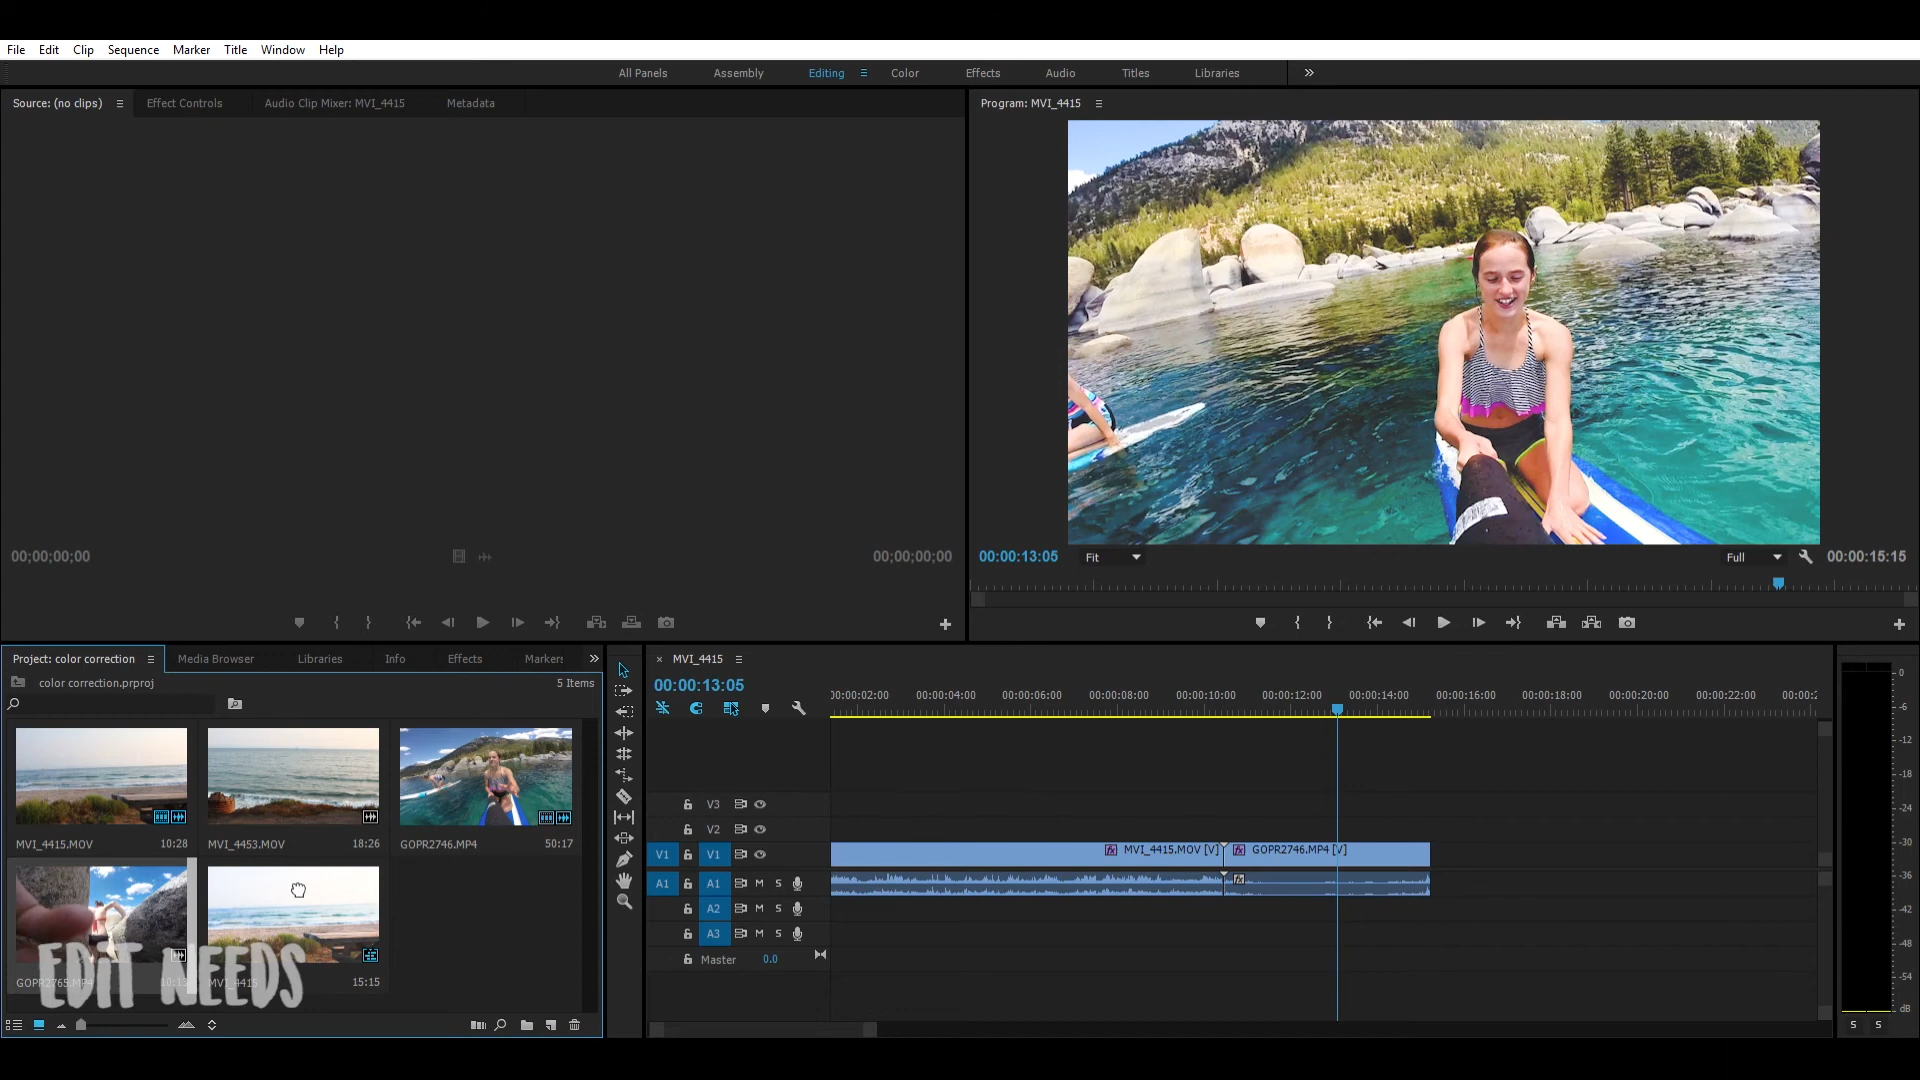 File Edit Clip Sequence Marker Title Window Help
All Panels Assembly Editing Color Effects Audio Titles Libraries
Source: (no clips) Effect Controls Audio Clip Mixer: MVI_4415 Metadata
Program: MVI_4415
00;00;00;00 00;00;00;00
00:00:13:05 Fit Full 00:00:15:15
Project: color correction Media Browser Libraries Info Effects Markers
color correction.prproj 5 Items
MVI_4415.MOV 10:28 MVI_4453.MOV 18:26 GOPR2746.MP4 50:17
GOPR2765.MP4 MVI_4415 15:15
EDiT NEEDS
MVI_4415
00:00:13:05
00:00:02:00 00:00:04:00 00:00:06:00 00:00:08:00 00:00:10:00 00:00:12:00 00:00:14:00 00:00:16:00 00:00:18:00 00:00:20:00 00:00:22:00
V3
V2
V1 V1 MVI_4415.MOV [V] GOPR2746.MP4 [V]
A1 A1 M S
A2 M S
A3 M S
Master 0.0
0
-6
-12
-18
-24
-30
-36
-42
-48
-54
dB
S S